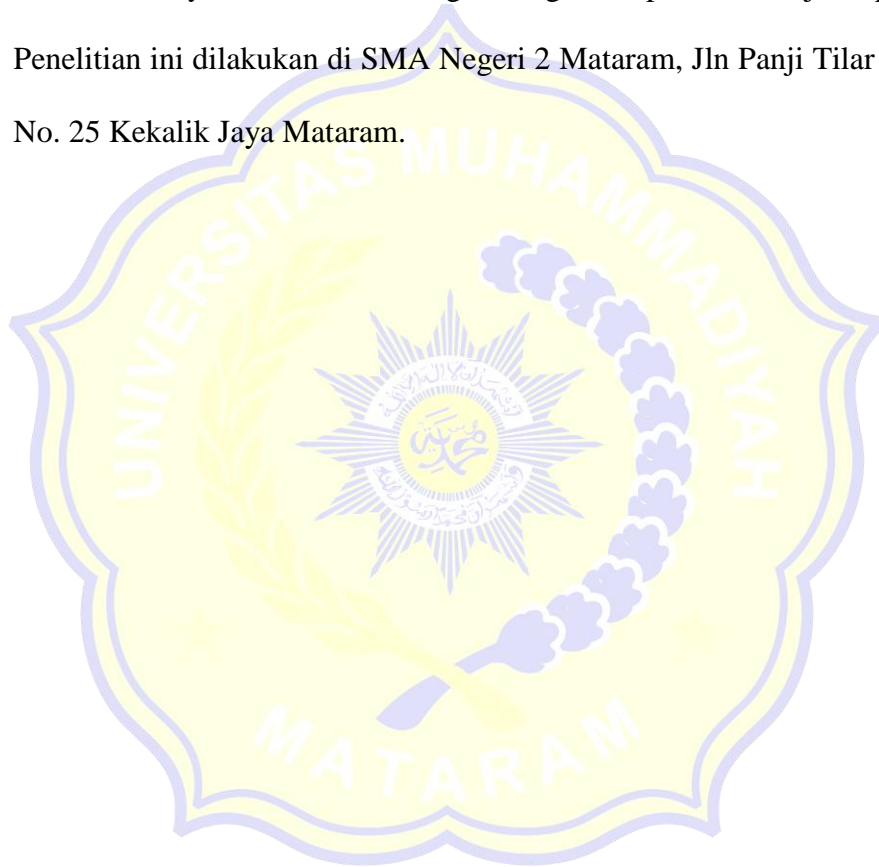 Penelitian ini dilakukan di SMA Negeri 2 Mataram, Jln Panji Tilar
No. 25 Kekalik Jaya Mataram.
UNIVERSITAS MUHAMMADIYAH
MATARAM